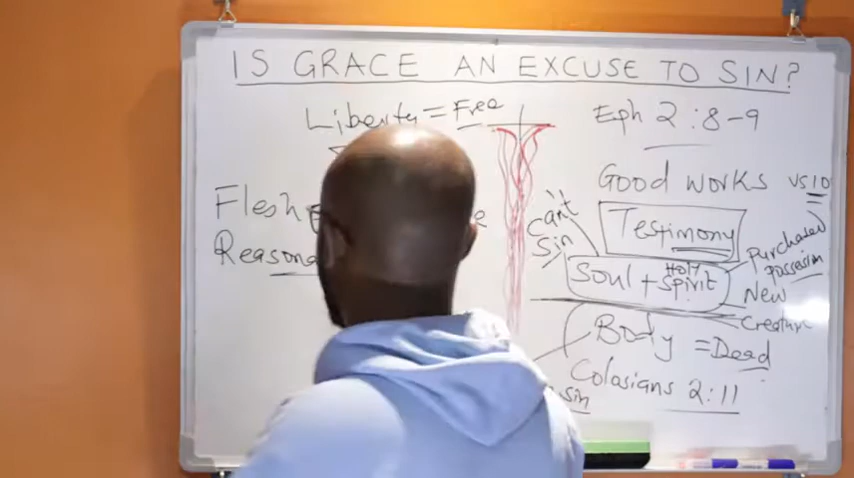 IS GRACE AN EXCUSE TO SIN?
Liberty = Free
Flesh
Eph 2:8-9
Good works vs10
Testimony
can't
Sin
Soul + Holy Spirit
purchased
possession
New
Creature
Body = Dead
sin
Colasians 2:11